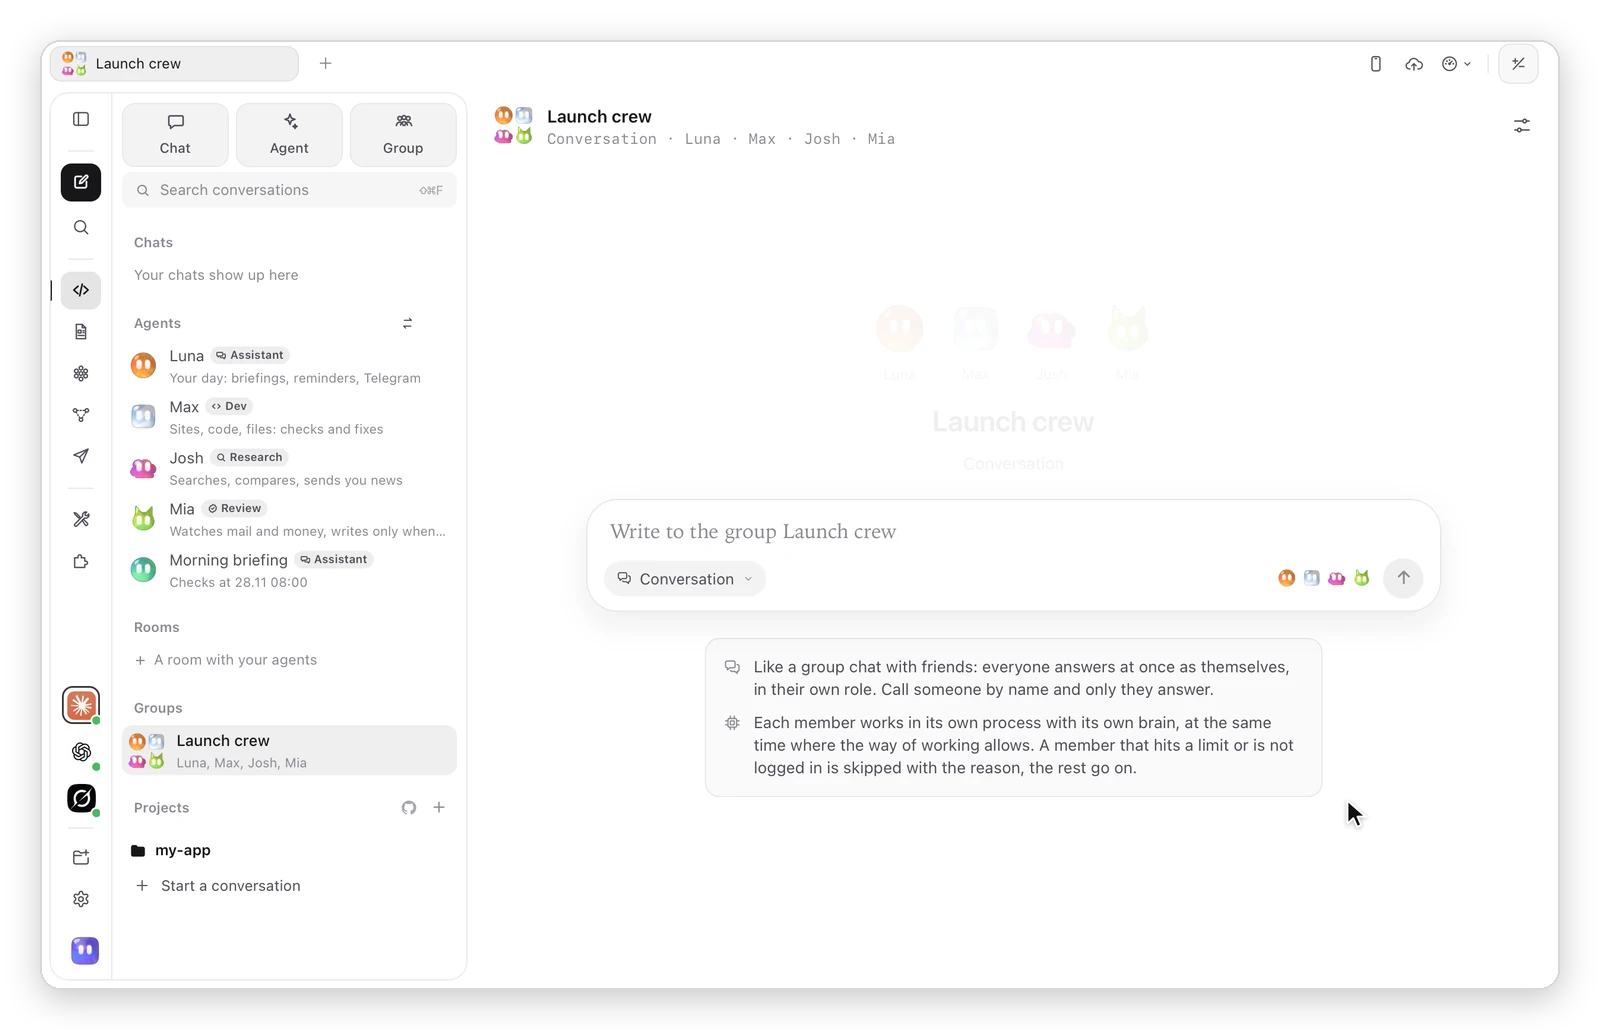 Launch crew
Chat
Agent
Group
Search conversations
⇧⌘F
Chats
Your chats show up here
Agents
Luna
Assistant
Your day: briefings, reminders, Telegram
Max
Dev
Sites, code, files: checks and fixes
Josh
Research
Searches, compares, sends you news
Mia
Review
Watches mail and money, writes only when...
Morning briefing
Assistant
Checks at 28.11 08:00
Rooms
A room with your agents
Groups
Launch crew
Luna, Max, Josh, Mia
Projects
my-app
Start a conversation
Launch crew
Conversation · Luna · Max · Josh · Mia
Luna
Max
Josh
Mia
Launch crew
Conversation
Write to the group Launch crew
Conversation
Like a group chat with friends: everyone answers at once as themselves,
in their own role. Call someone by name and only they answer.
Each member works in its own process with its own brain, at the same
time where the way of working allows. A member that hits a limit or is not
logged in is skipped with the reason, the rest go on.